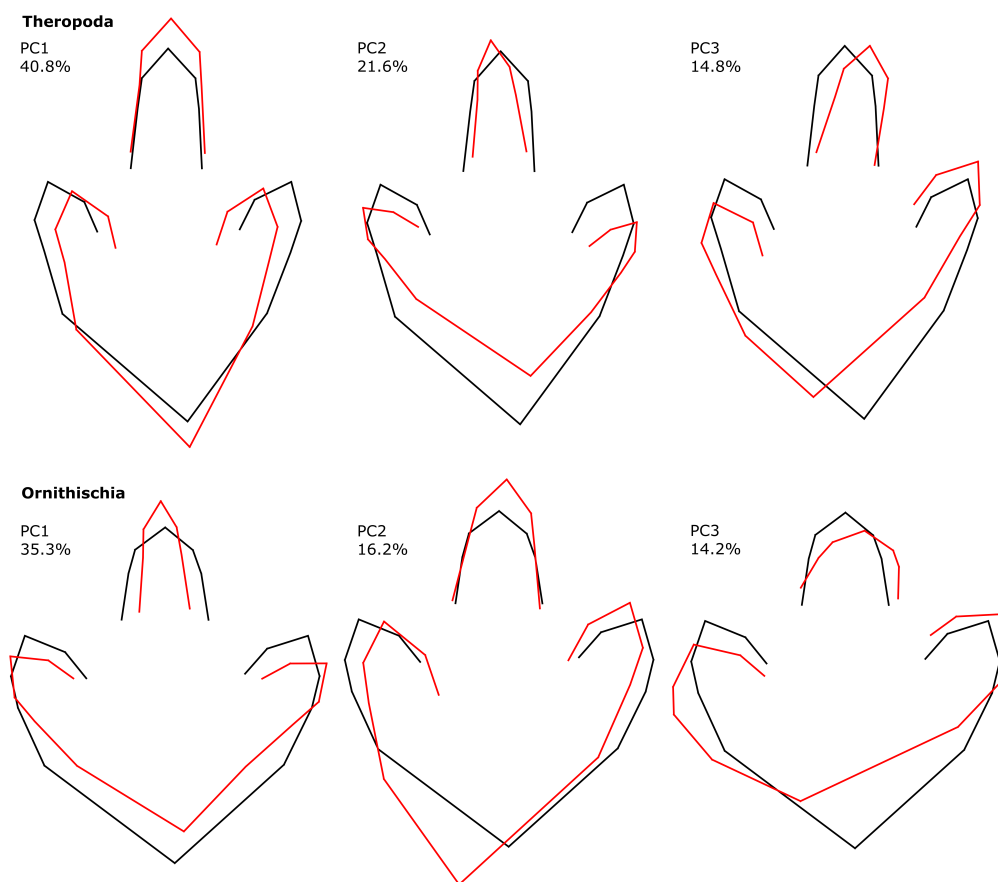 Theropoda
PC1
40.8%
PC2
21.6%
PC3
14.8%
Ornithischia
PC1
35.3%
PC2
16.2%
PC3
14.2%